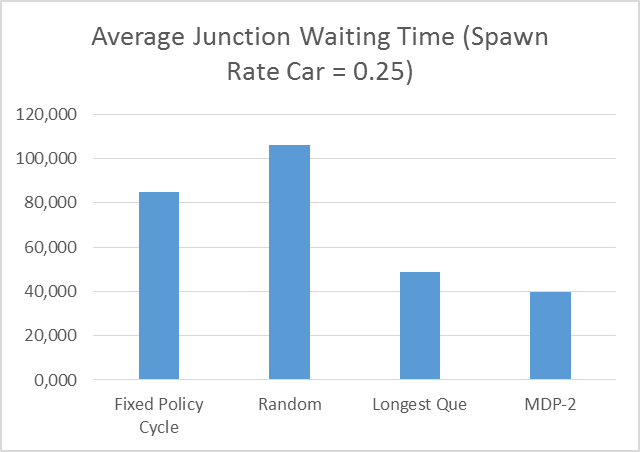 Average Junction Waiting Time (Spawn
Rate Car = 0.25)
120,000
100,000
80,000
60,000
40,000
20,000
0,000
Fixed Policy
Cycle
Random
Longest Que
MDP-2